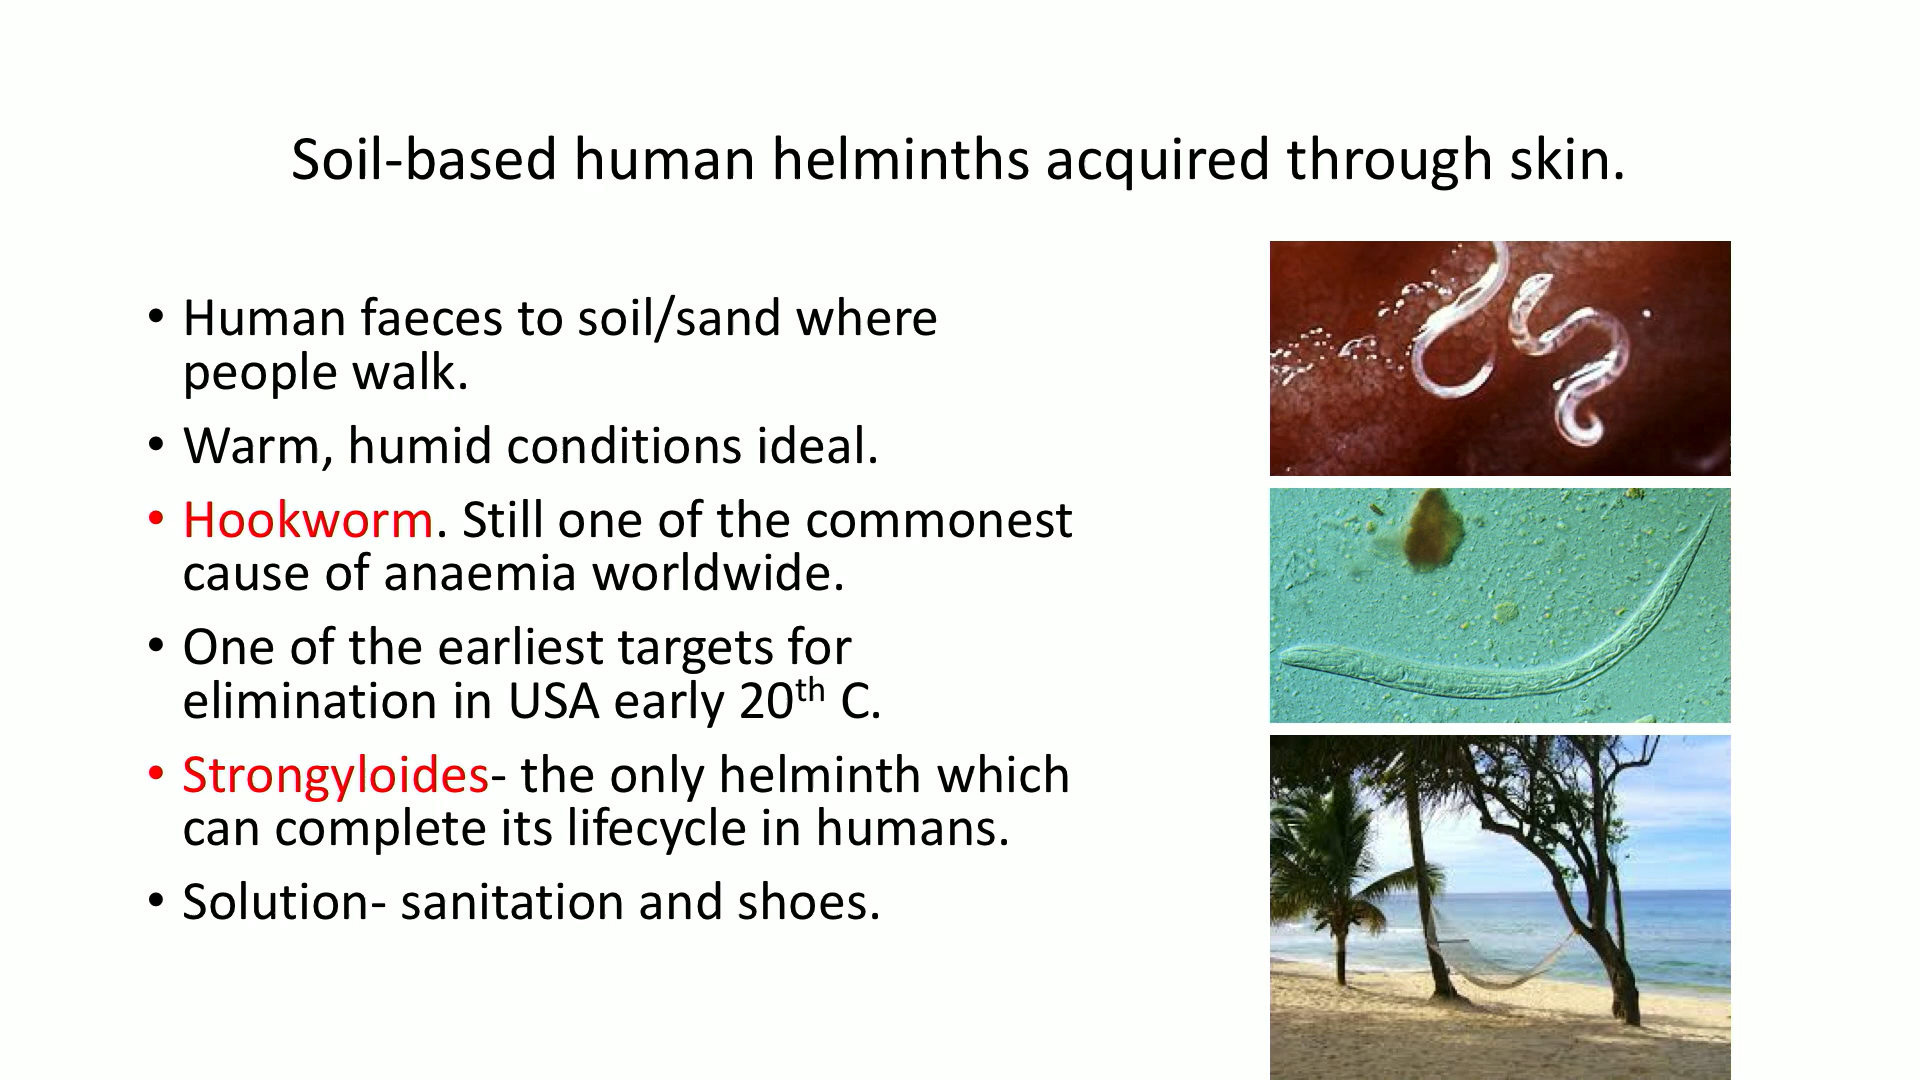 Soil-based human helminths acquired through skin.
• Human faeces to soil/sand where
people walk.
• Warm, humid conditions ideal.
• Hookworm. Still one of the commonest
cause of anaemia worldwide.
• One of the earliest targets for
elimination in USA early 20th C.
• Strongyloides- the only helminth which
can complete its lifecycle in humans.
• Solution- sanitation and shoes.